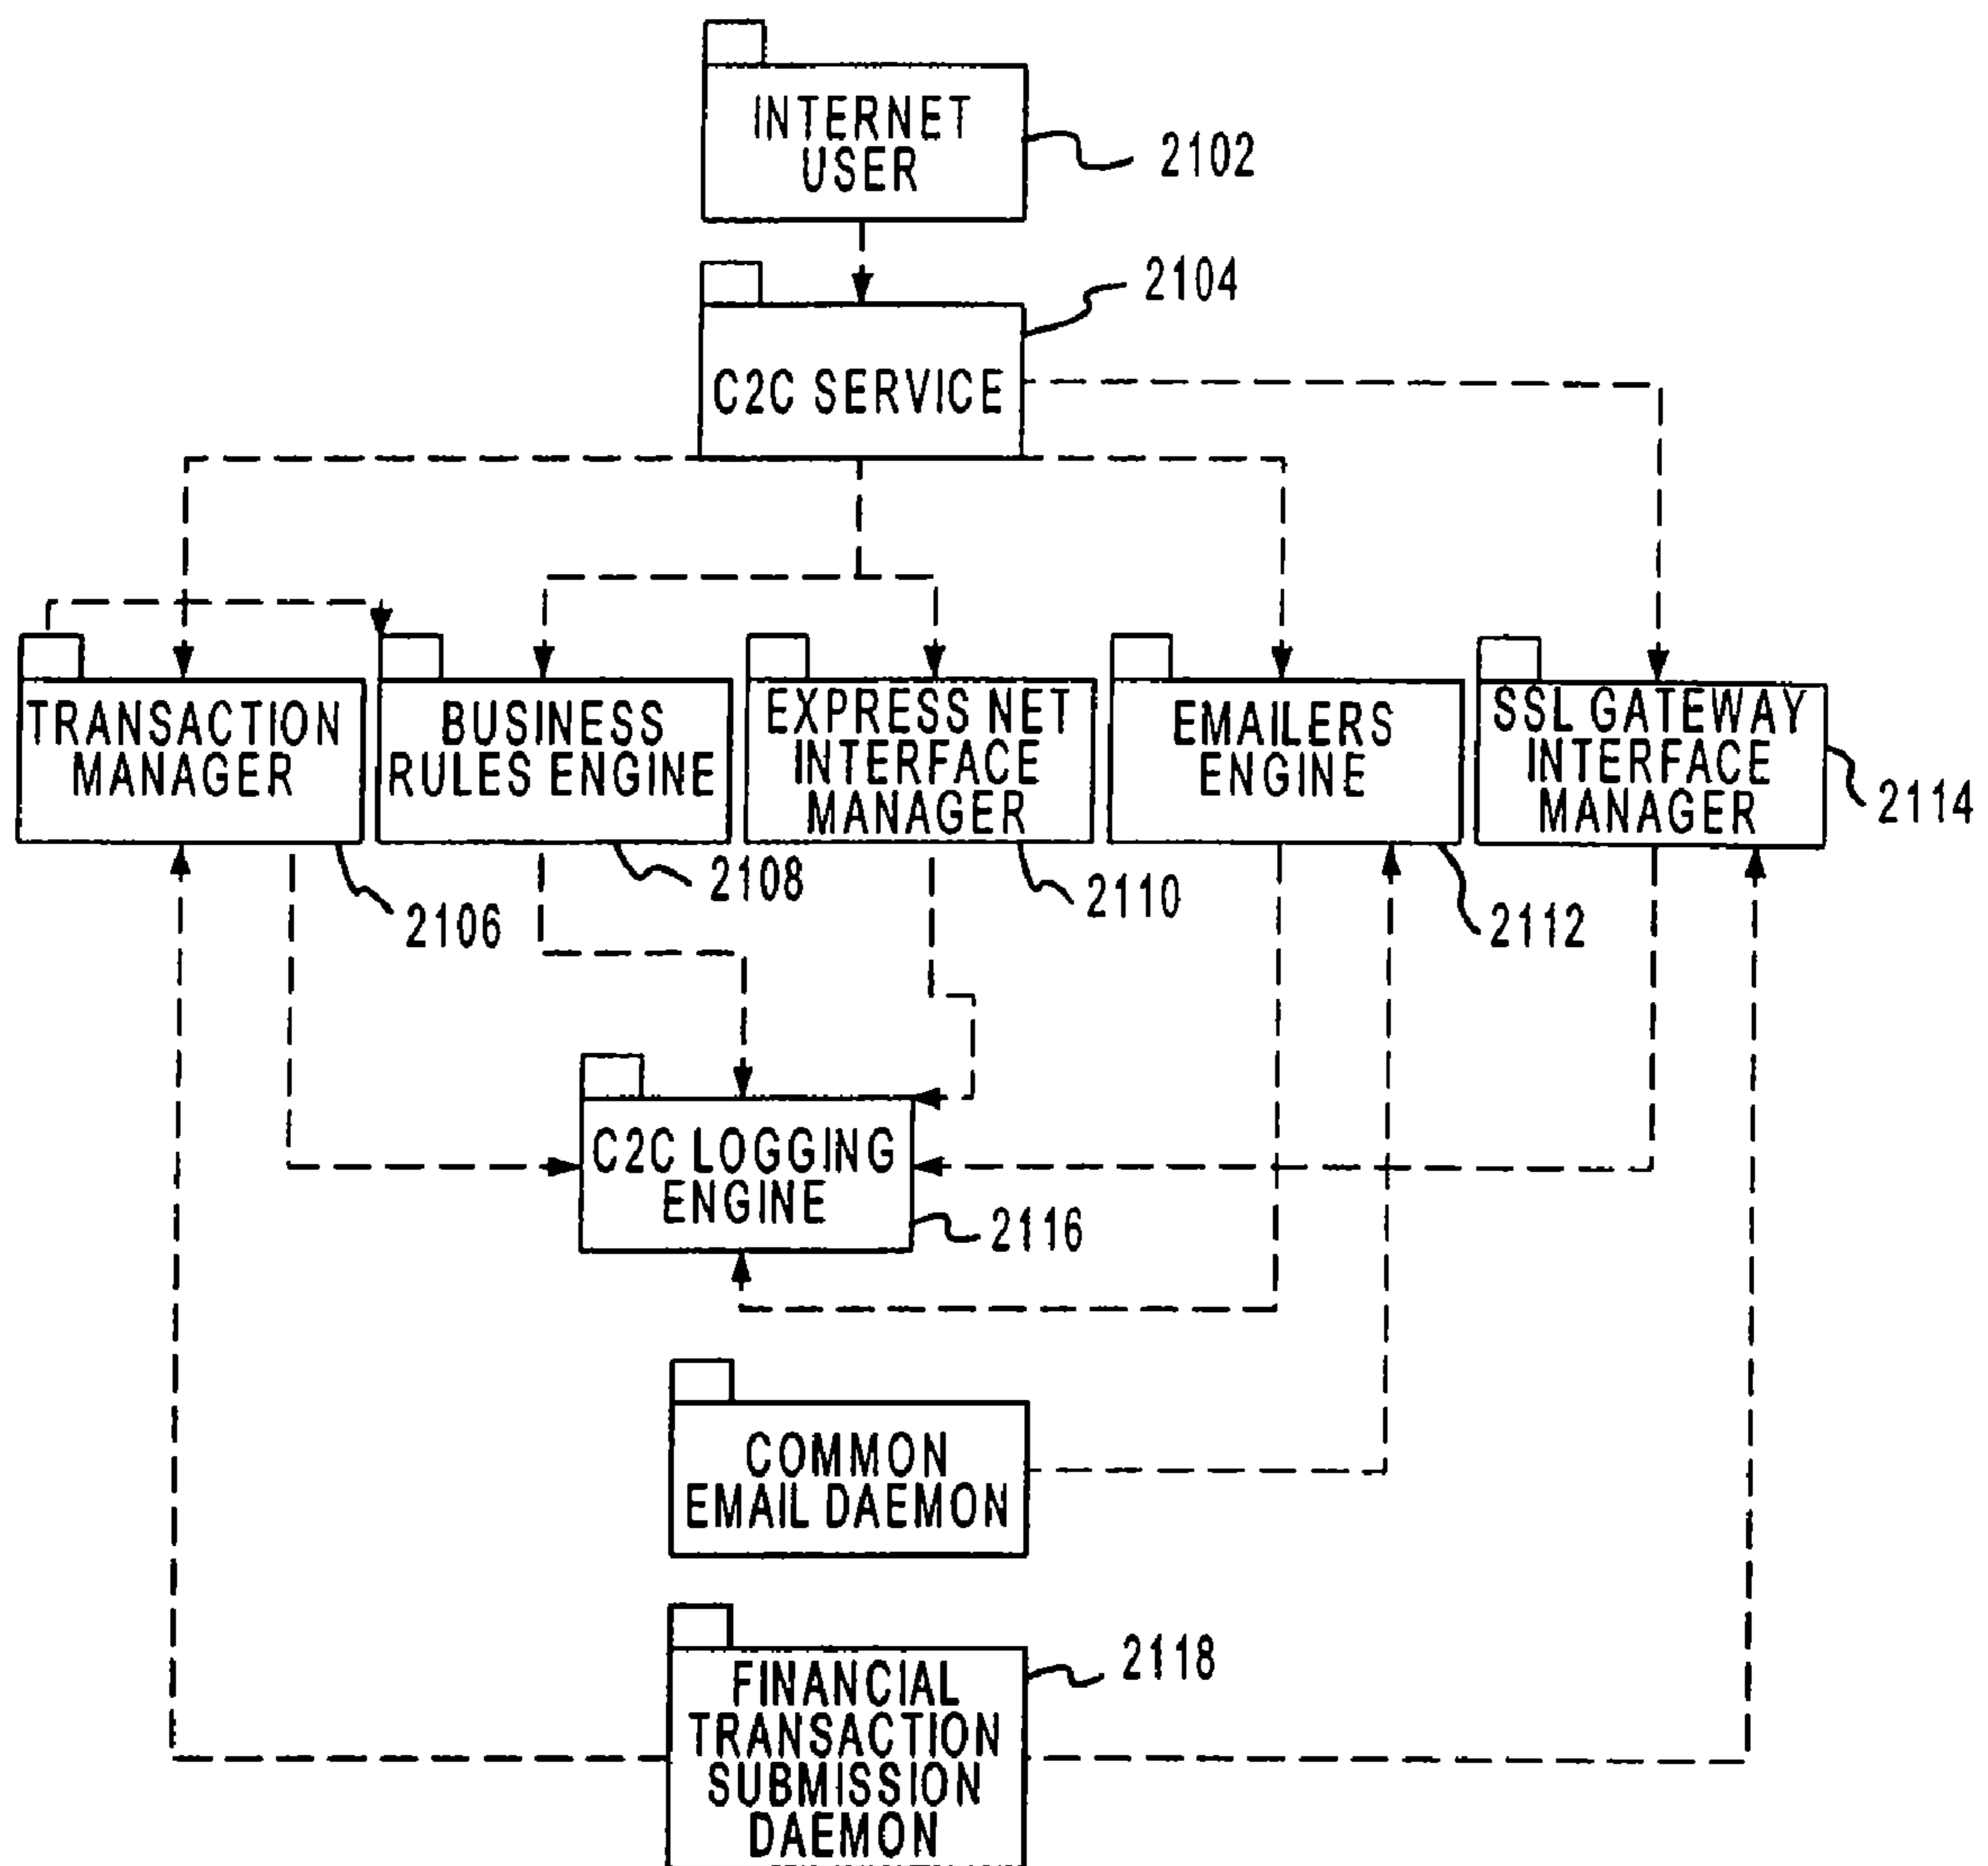 INTERNET
USER
2102
2104
C2C SERVICE
TRANSACTION
MANAGER
BUSINESS
RULES ENGINE
EXPRESS NET
INTERFACE
MANAGER
EMAILERS
ENGINE
SSL GATEWAY
INTERFACE
MANAGER
2114
2108
2110
2106
2112
C2C LOGGING
ENGINE
2116
COMMON
EMAIL DAEMON
2118
FINANCIAL
TRANSACTION
SUBMISSION
DAEMON